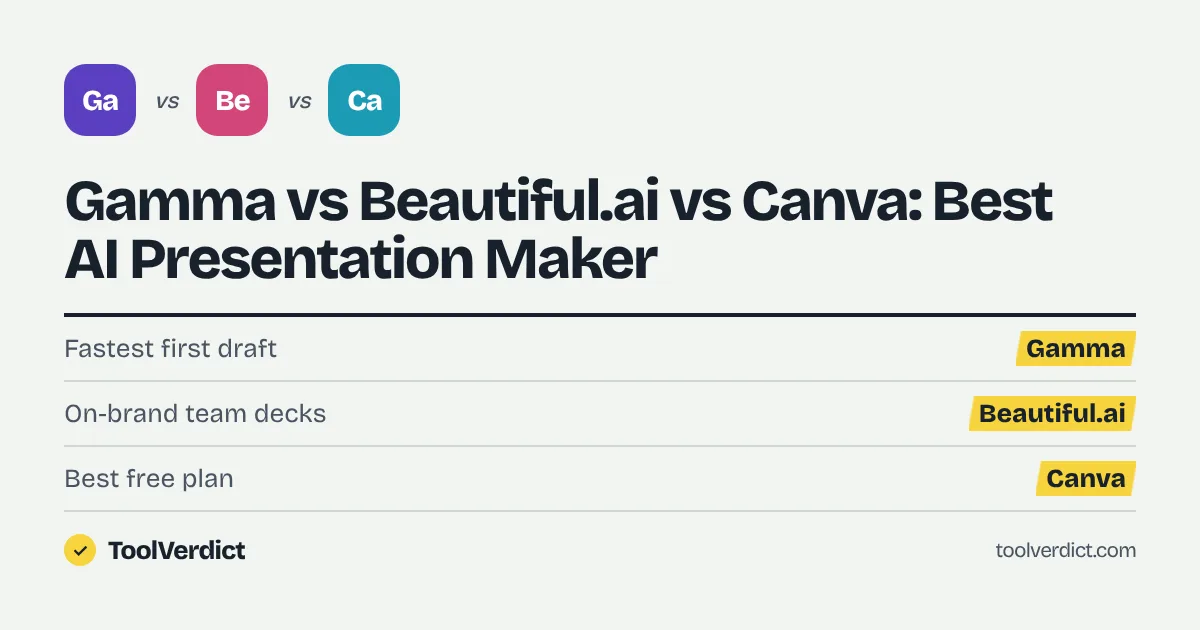 Ga vs Be vs Ca
Gamma vs Beautiful.ai vs Canva: Best
AI Presentation Maker
Fastest first draft Gamma
On-brand team decks Beautiful.ai
Best free plan Canva
ToolVerdict toolverdict.com